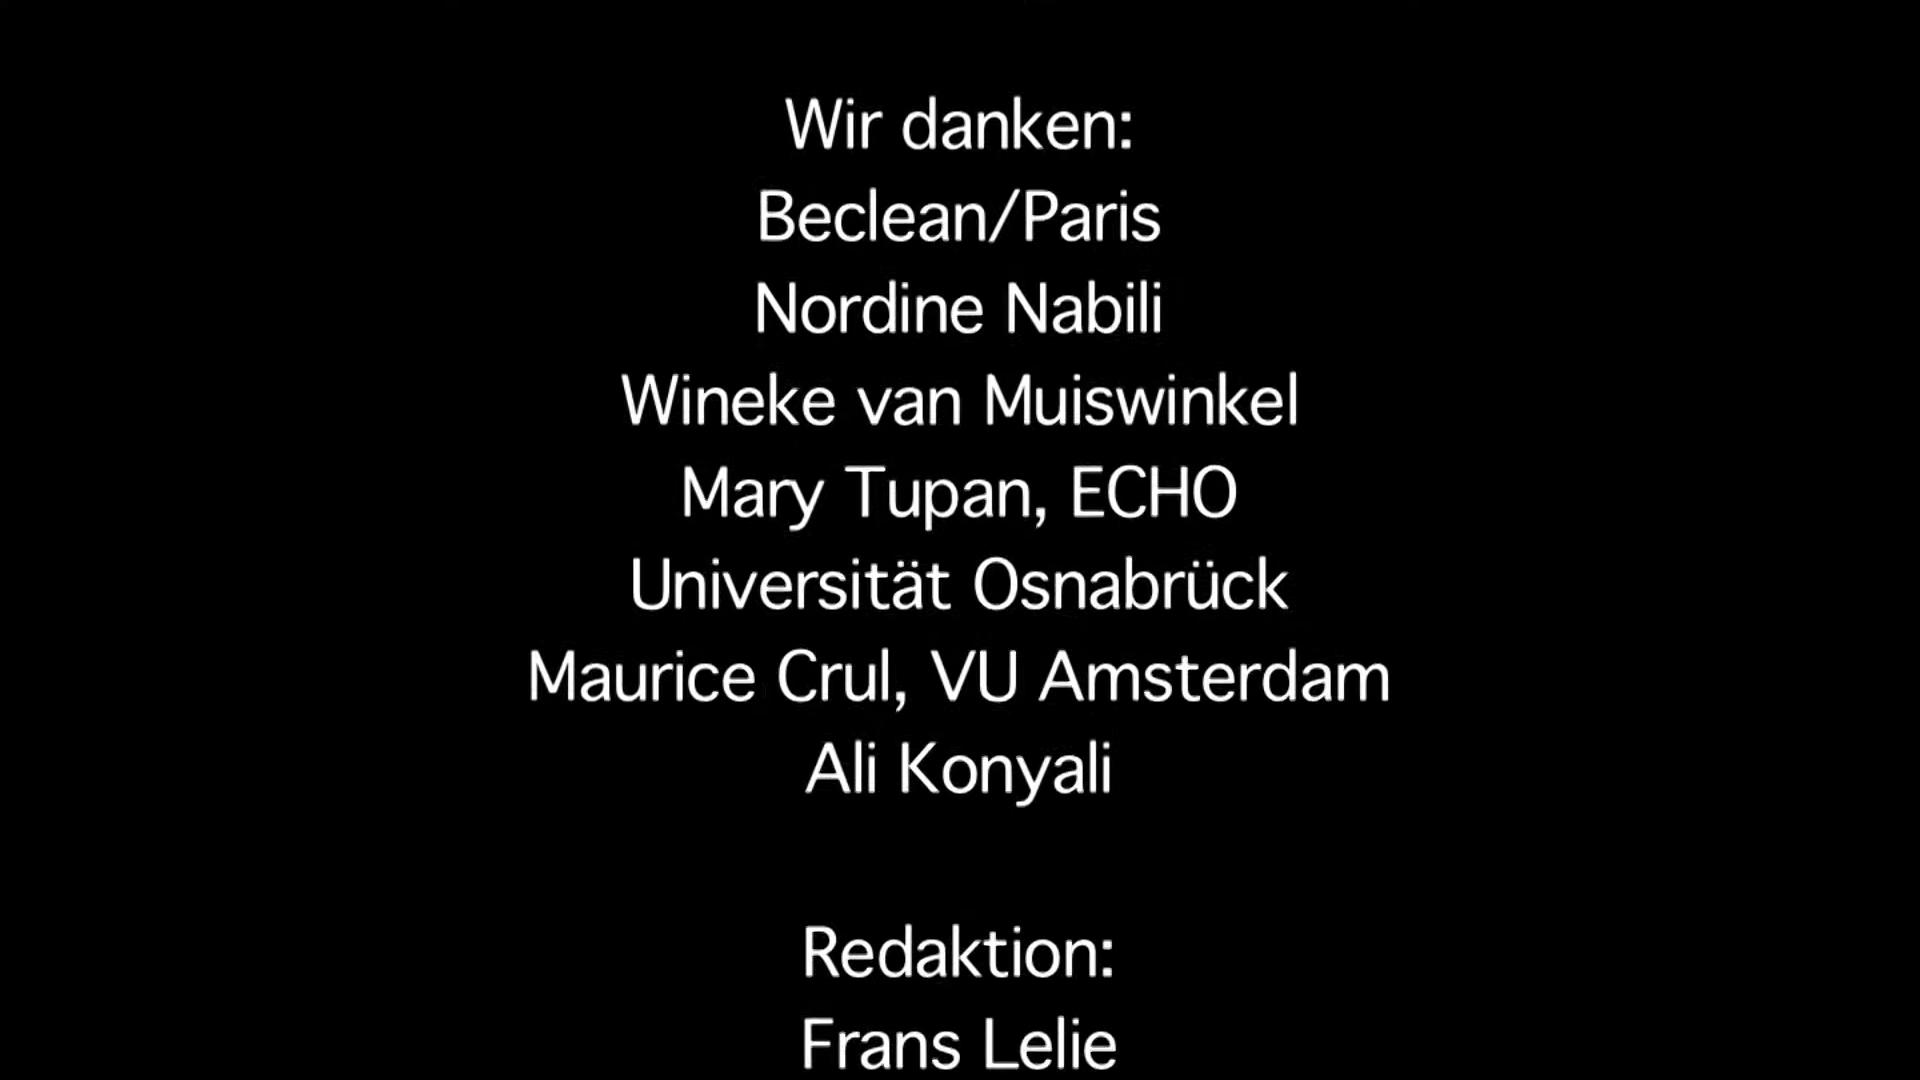 Wir danken:
Beclean/Paris
Nordine Nabili
Wineke van Muiswinkel
Mary Tupan, ECHO
Universität Osnabrück
Maurice Crul, VU Amsterdam
Ali Konyali
Redaktion:
Frans Lelie